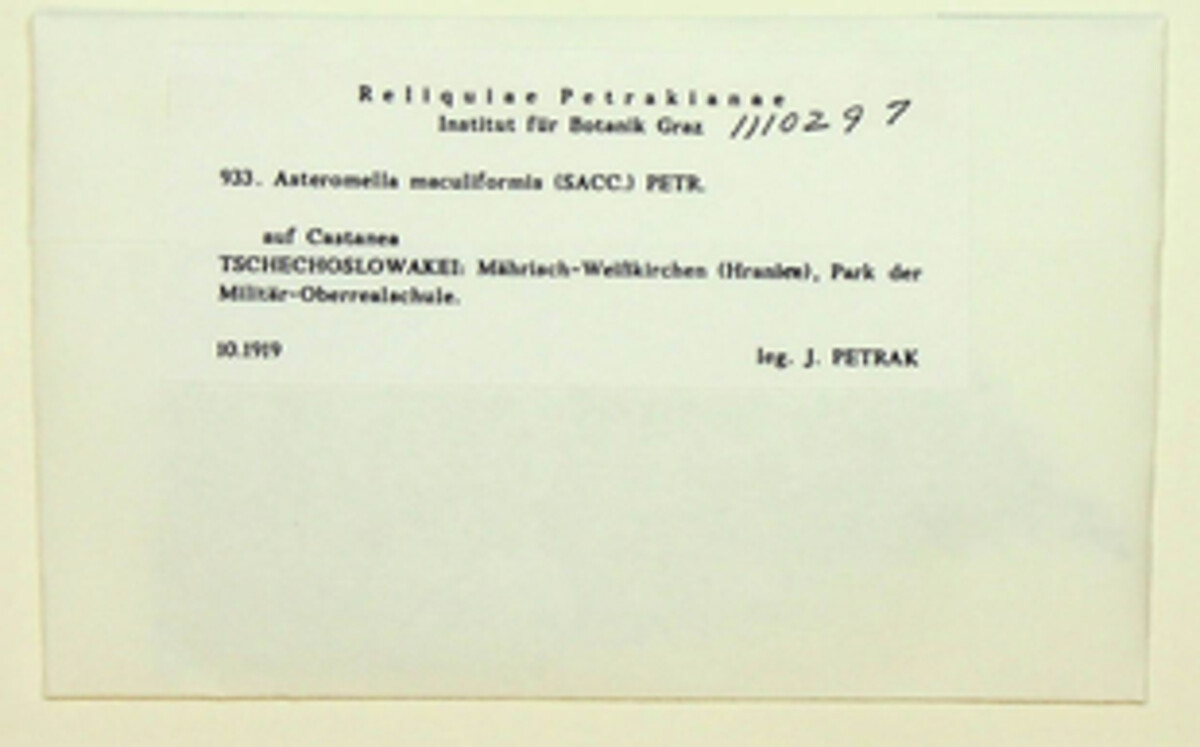 Reliquiae Petrakianae
Institut für Botanik Graz 1110297
933. Asteromella maculiformis (SACC.) PETR.
auf Castanea
TSCHECHOSLOWAKEI: Mährisch-Weißkirchen (Hranice), Park der
Militär-Oberrealschule.
10.1919 leg. J. PETRAK